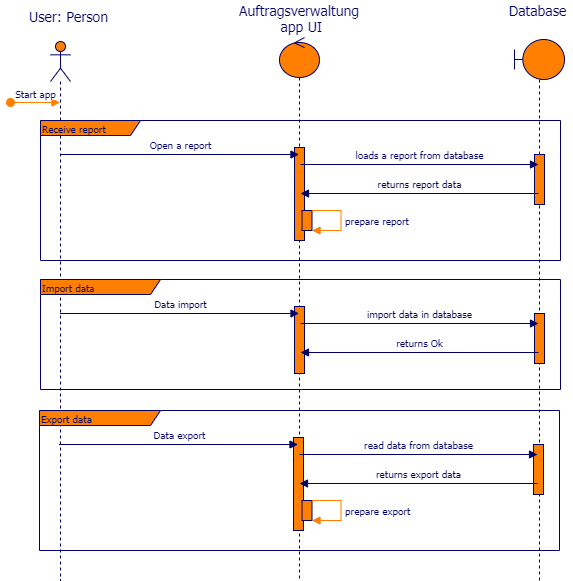 User: Person
Auftragsverwaltung
app UI
Database
Start app
Receive report
Open a report
loads a report from database
returns report data
prepare report
Import data
Data import
import data in database
returns Ok
Export data
Data export
read data from database
returns export data
prepare export